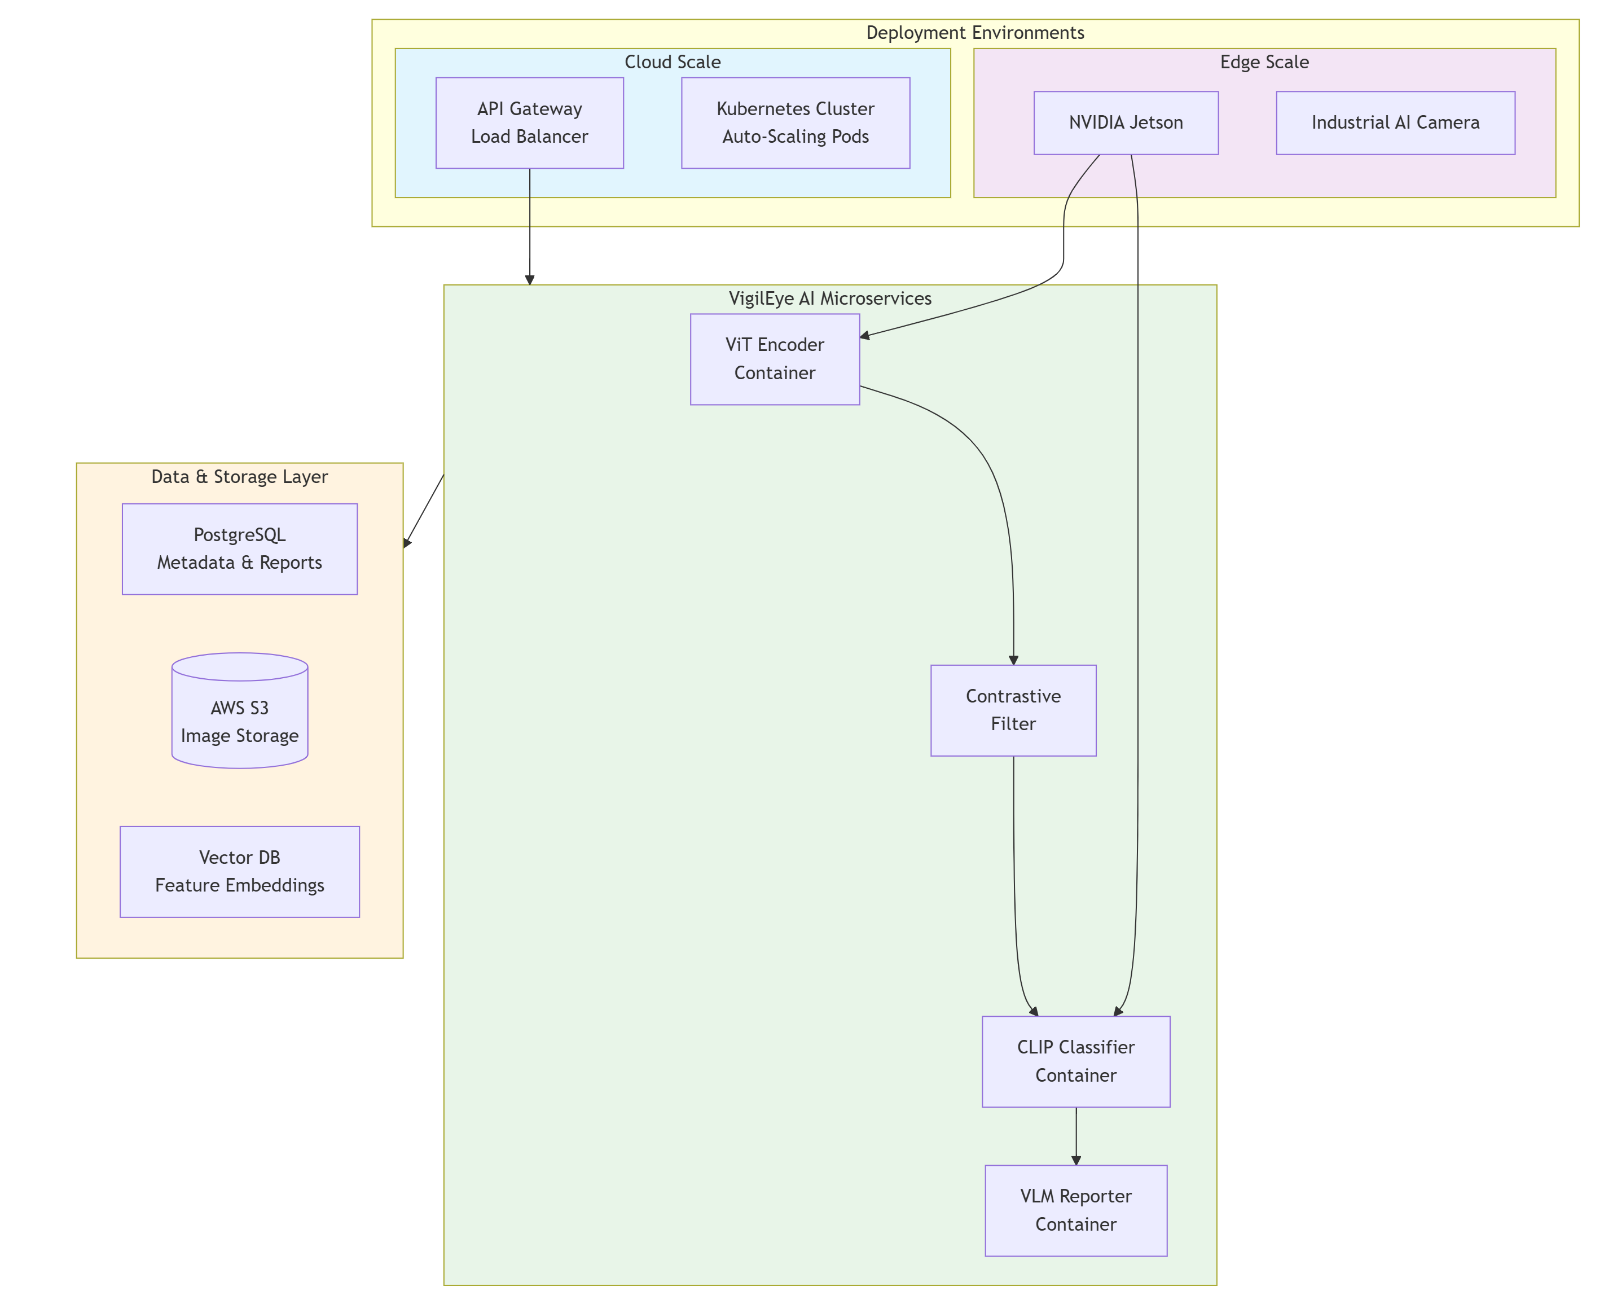 Deployment Environments
Cloud Scale
API Gateway
Load Balancer
Kubernetes Cluster
Auto-Scaling Pods
Edge Scale
NVIDIA Jetson
Industrial AI Camera
VigilEye AI Microservices
ViT Encoder
Container
Contrastive
Filter
CLIP Classifier
Container
VLM Reporter
Container
Data & Storage Layer
PostgreSQL
Metadata & Reports
AWS S3
Image Storage
Vector DB
Feature Embeddings